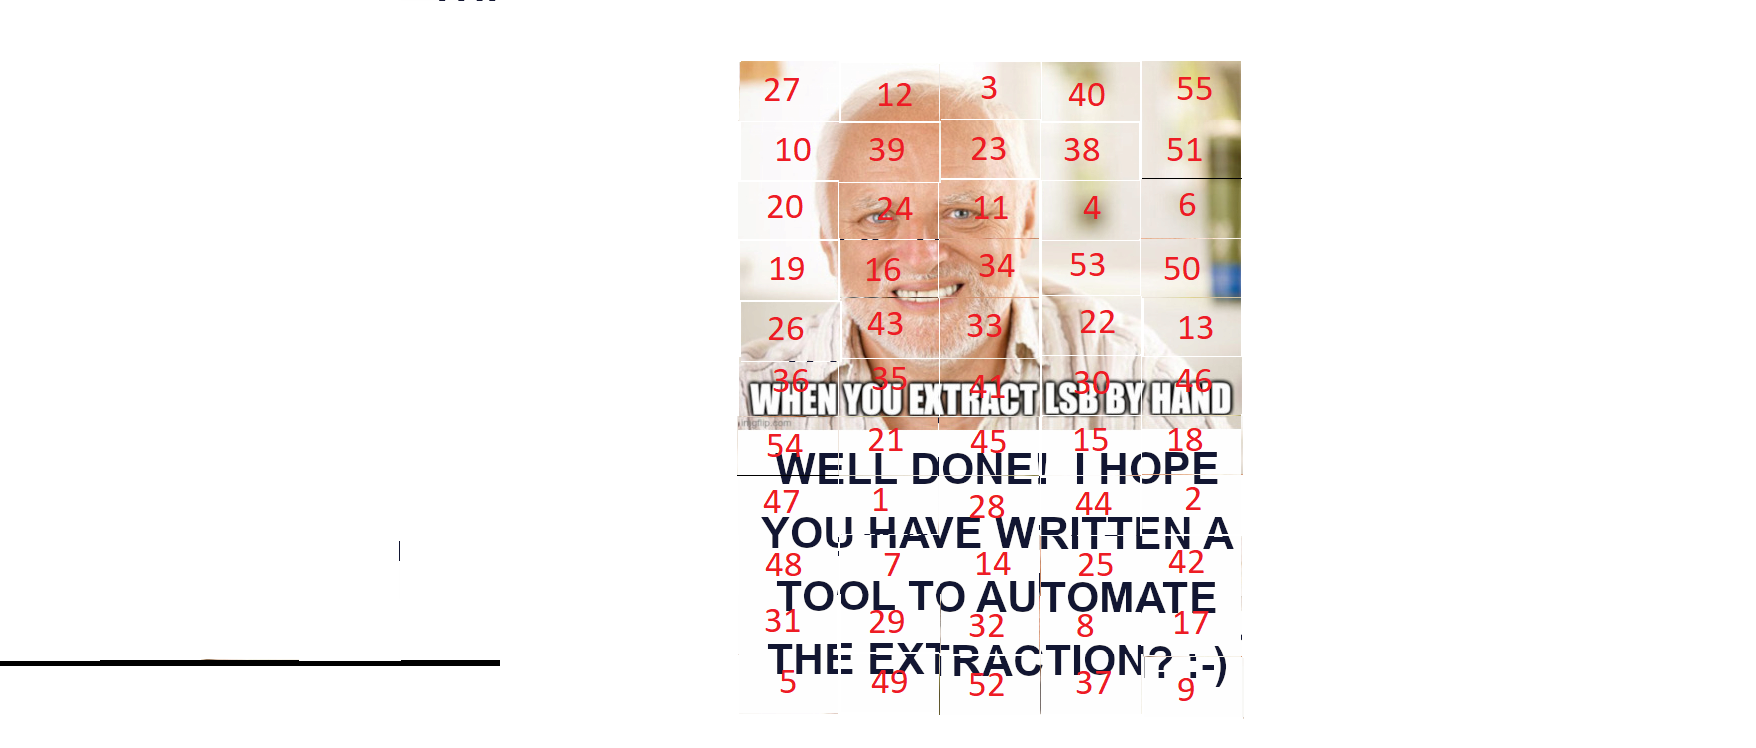 27 12 3 40 55
10 39 23 38 51
20 24 11 4 6
19 16 34 53 50
26 43 33 22 13
36 35 41 30 46
WHEN YOU EXTRACT LSB BY HAND
imgflip.com
54 21 45 15 18
WELL DONE! I HOPE
47 1 28 44 2
YOU HAVE WRITTEN A
48 7 14 25 42
TOOL TO AUTOMATE
31 29 32 8 17
THE EXTRACTION? :-)
5 49 52 37 9